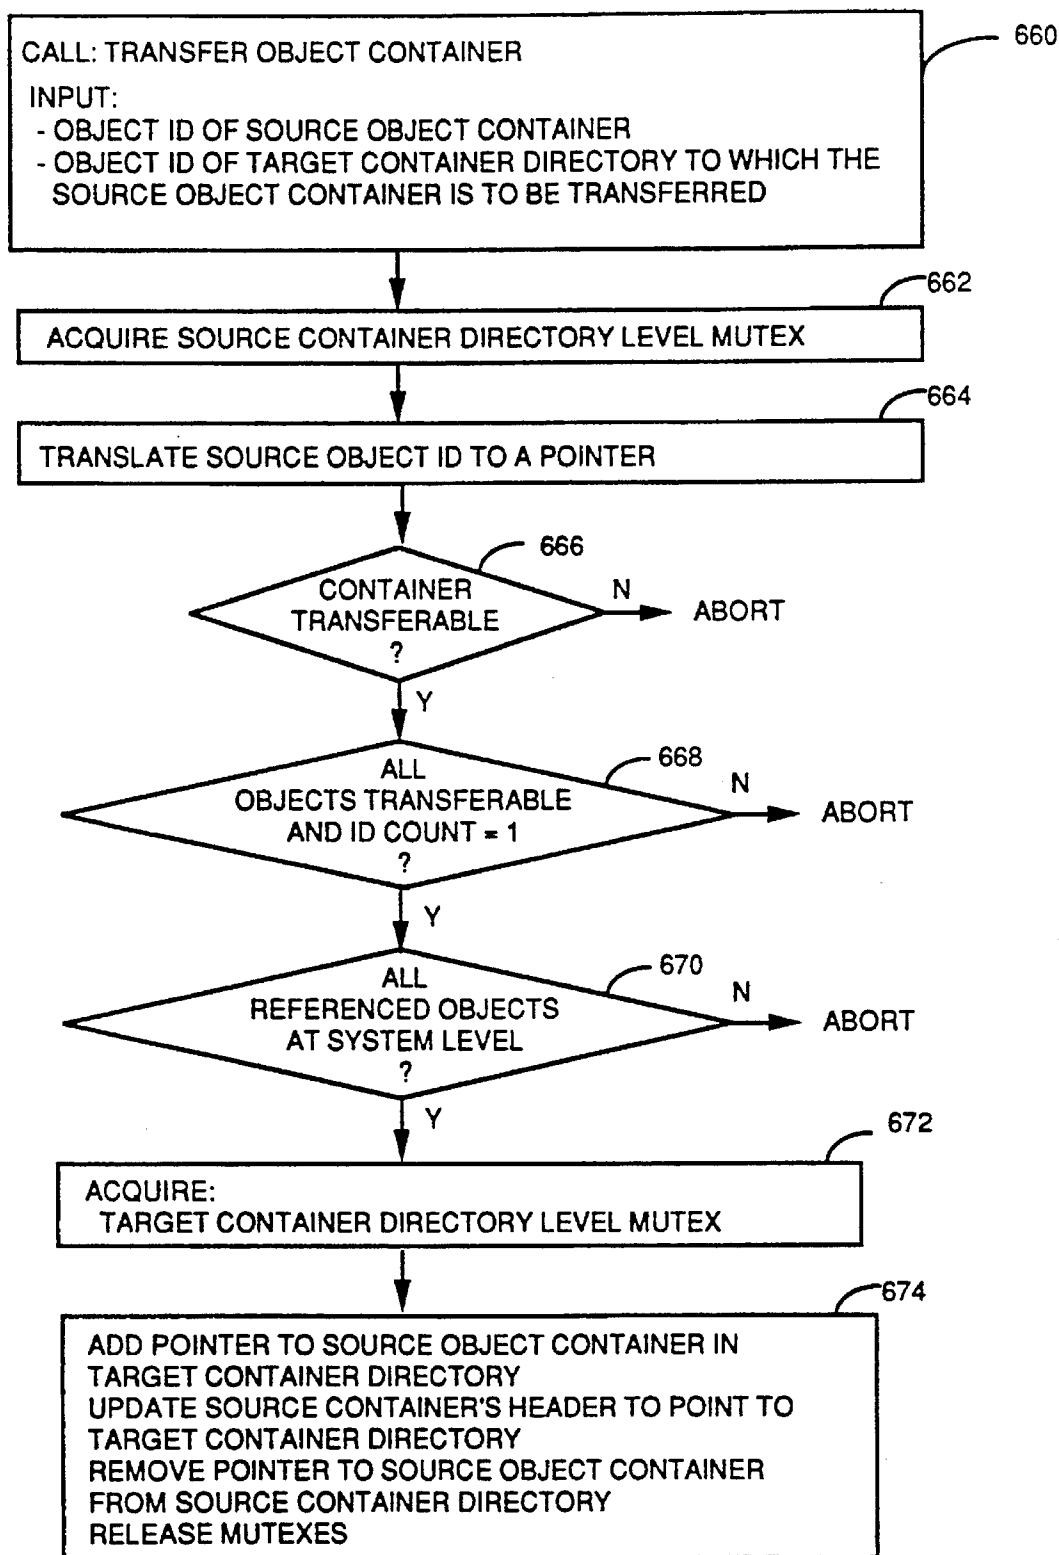 CALL: TRANSFER OBJECT CONTAINER
660
INPUT:
- OBJECT ID OF SOURCE OBJECT CONTAINER
- OBJECT ID OF TARGET CONTAINER DIRECTORY TO WHICH THE
SOURCE OBJECT CONTAINER IS TO BE TRANSFERRED
662
ACQUIRE SOURCE CONTAINER DIRECTORY LEVEL MUTEX
664
TRANSLATE SOURCE OBJECT ID TO A POINTER
666
CONTAINER
TRANSFERABLE
?
N
ABORT
Y
668
ALL
OBJECTS TRANSFERABLE
AND ID COUNT = 1
?
N
ABORT
Y
670
ALL
REFERENCED OBJECTS
AT SYSTEM LEVEL
?
N
ABORT
Y
672
ACQUIRE:
TARGET CONTAINER DIRECTORY LEVEL MUTEX
674
ADD POINTER TO SOURCE OBJECT CONTAINER IN
TARGET CONTAINER DIRECTORY
UPDATE SOURCE CONTAINER'S HEADER TO POINT TO
TARGET CONTAINER DIRECTORY
REMOVE POINTER TO SOURCE OBJECT CONTAINER
FROM SOURCE CONTAINER DIRECTORY
RELEASE MUTEXES